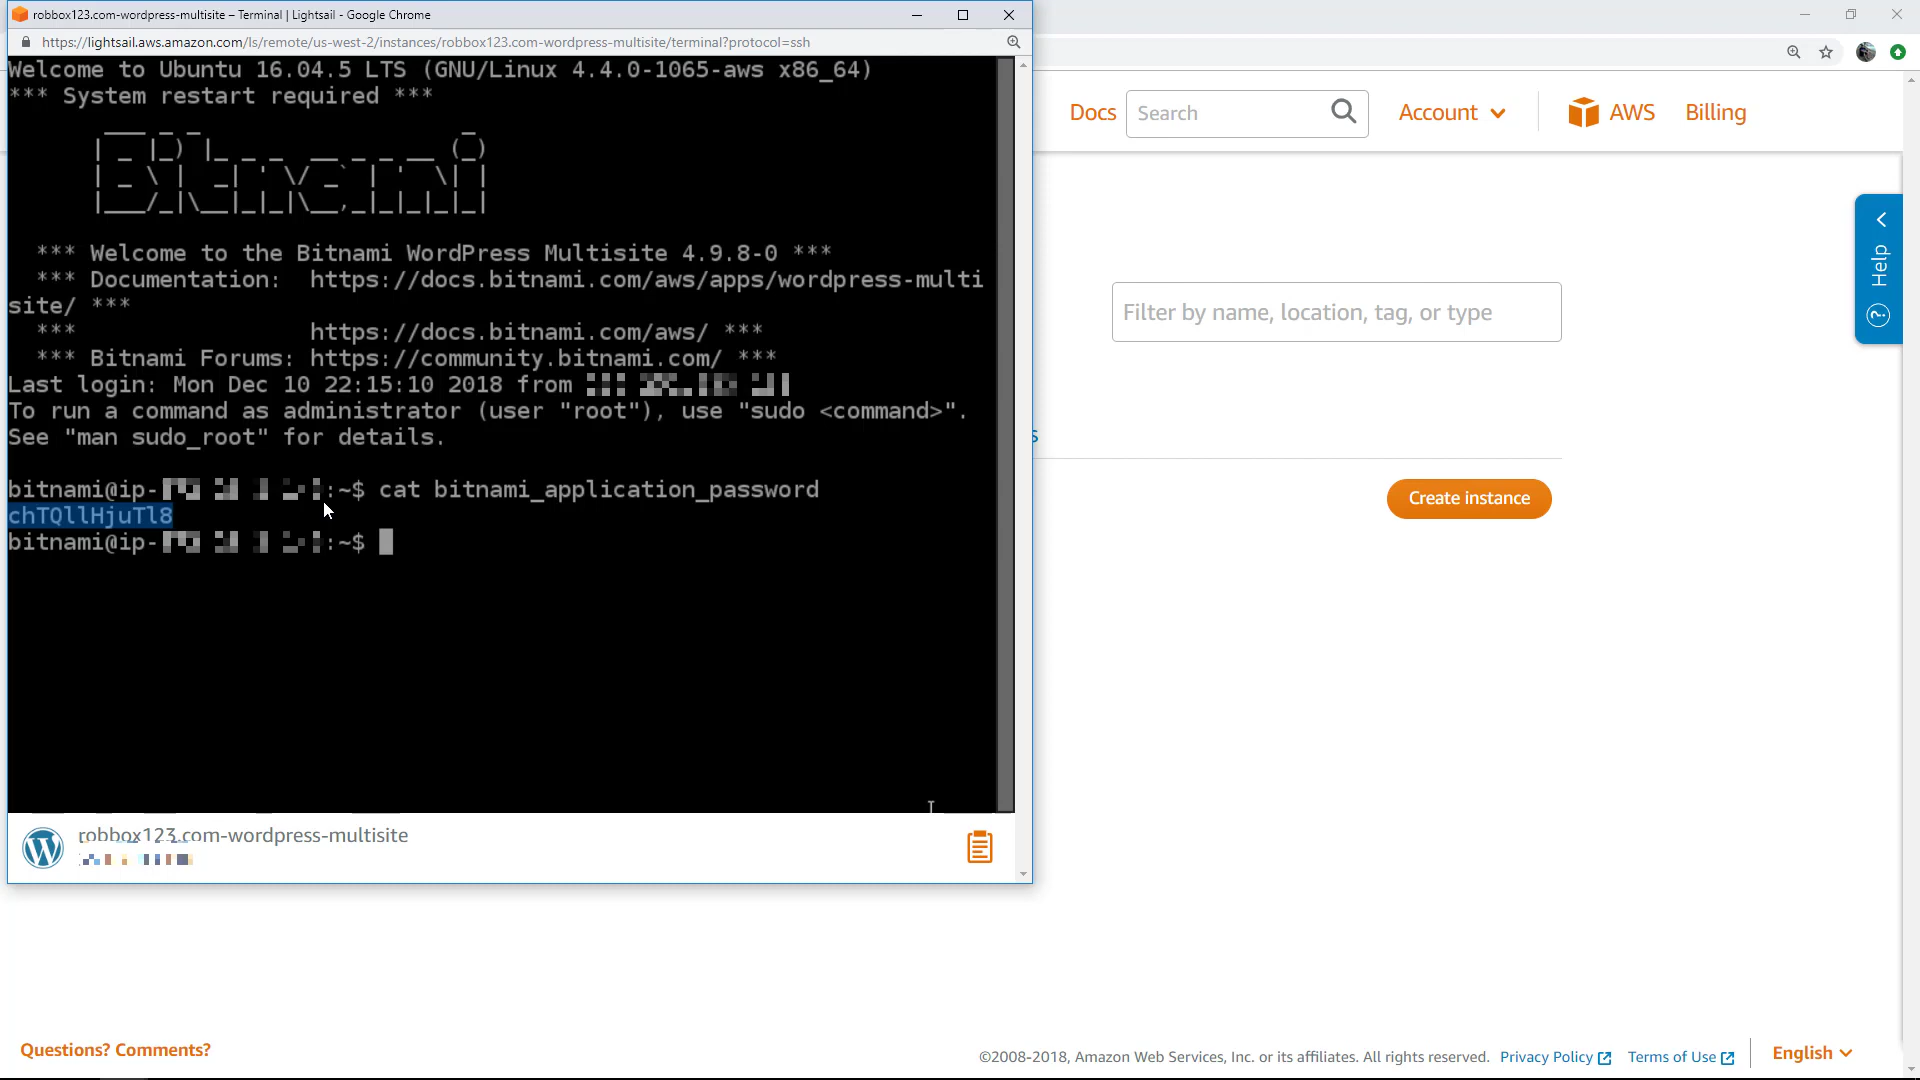 robbox123.com-wordpress-multisite – Terminal | Lightsail - Google Chrome
https://lightsail.aws.amazon.com/ls/remote/us-west-2/instances/robbox123.com-wordpress-multisite/terminal?protocol=ssh
Welcome to Ubuntu 16.04.5 LTS (GNU/Linux 4.4.0-1065-aws x86_64)
*** System restart required ***
Bitnami
*** Welcome to the Bitnami WordPress Multisite 4.9.8-0 ***
*** Documentation:  https://docs.bitnami.com/aws/apps/wordpress-multi
site/ ***
***                 https://docs.bitnami.com/aws/ ***
*** Bitnami Forums: https://community.bitnami.com/ ***
Last login: Mon Dec 10 22:15:10 2018 from
To run a command as administrator (user "root"), use "sudo <command>".
See "man sudo_root" for details.
bitnami@ip- :~$ cat bitnami_application_password
chTQllHjuTl8
bitnami@ip- :~$
robbox123.com-wordpress-multisite
Docs
Search
Account
AWS
Billing
Help
?
Filter by name, location, tag, or type
s
Create instance
Questions? Comments?
©2008-2018, Amazon Web Services, Inc. or its affiliates. All rights reserved.
Privacy Policy
Terms of Use
English